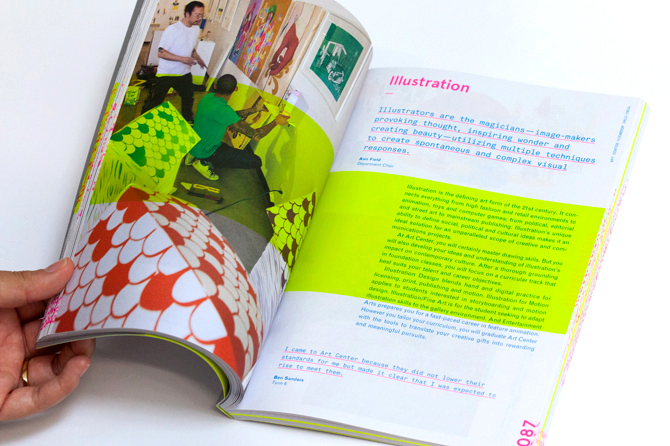 Illustration
—
Illustrators are the magicians—image-makers
provoking thought, inspiring wonder and
creating beauty—utilizing multiple techniques
to create spontaneous and complex visual
responses.
Ann Field
Department Chair
Illustration is the defining art form of the 21st century. It con-
nects everything from high fashion and retail environments to
animation, toys and computer games; from political, editorial
and street art to mainstream publishing. Illustration's unique
ability to define social, political and cultural ideas makes it an
ideal solution for an unparalleled scope of creative and com-
munications projects.
At Art Center, you will certainly master drawing skills. But you
will also develop your ideas and understanding of illustration's
impact on contemporary culture. After a thorough grounding
in foundation classes, you will focus on a curricular track that
best suits your talent and career objectives.
Illustration Design blends hand and digital practice for
licensing, print, publishing and motion. Illustration for Motion
applies to students interested in storyboarding and motion
design. Illustration/Fine Art is for the student seeking to adapt
illustration skills to the gallery environment. And Entertainment
Arts prepares you for a fast-paced career in feature animation.
However you tailor your curriculum, you will graduate Art Center
with the tools to translate your creative gifts into rewarding
and meaningful pursuits.
I came to Art Center because they did not lower their
standards for me but made it clear that I was expected to
rise to meet them.
Ben Sanders
Term 6
087